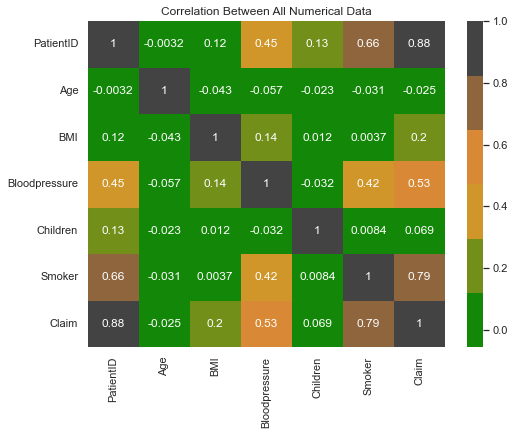 Correlation Between All Numerical Data
PatientID 1 -0.0032 0.12 0.45 0.13 0.66 0.88
Age -0.0032 1 -0.043 -0.057 -0.023 -0.031 -0.025
BMI 0.12 -0.043 1 0.14 0.012 0.0037 0.2
Bloodpressure 0.45 -0.057 0.14 1 -0.032 0.42 0.53
Children 0.13 -0.023 0.012 -0.032 1 0.0084 0.069
Smoker 0.66 -0.031 0.0037 0.42 0.0084 1 0.79
Claim 0.88 -0.025 0.2 0.53 0.069 0.79 1
PatientID
Age
BMI
Bloodpressure
Children
Smoker
Claim
1.0
0.8
0.6
0.4
0.2
0.0